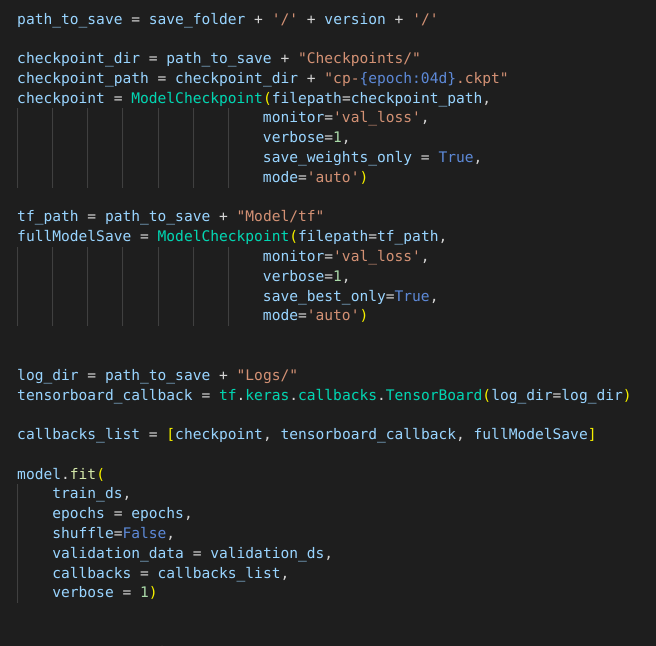 path_to_save = save_folder + '/' + version + '/'
checkpoint_dir = path_to_save + "Checkpoints/"
checkpoint_path = checkpoint_dir + "cp-{epoch:04d}.ckpt"
checkpoint = ModelCheckpoint(filepath=checkpoint_path,
monitor='val_loss',
verbose=1,
save_weights_only = True,
mode='auto')
tf_path = path_to_save + "Model/tf"
fullModelSave = ModelCheckpoint(filepath=tf_path,
monitor='val_loss',
verbose=1,
save_best_only=True,
mode='auto')
log_dir = path_to_save + "Logs/"
tensorboard_callback = tf.keras.callbacks.TensorBoard(log_dir=log_dir)
callbacks_list = [checkpoint, tensorboard_callback, fullModelSave]
model.fit(
train_ds,
epochs = epochs,
shuffle=False,
validation_data = validation_ds,
callbacks = callbacks_list,
verbose = 1)